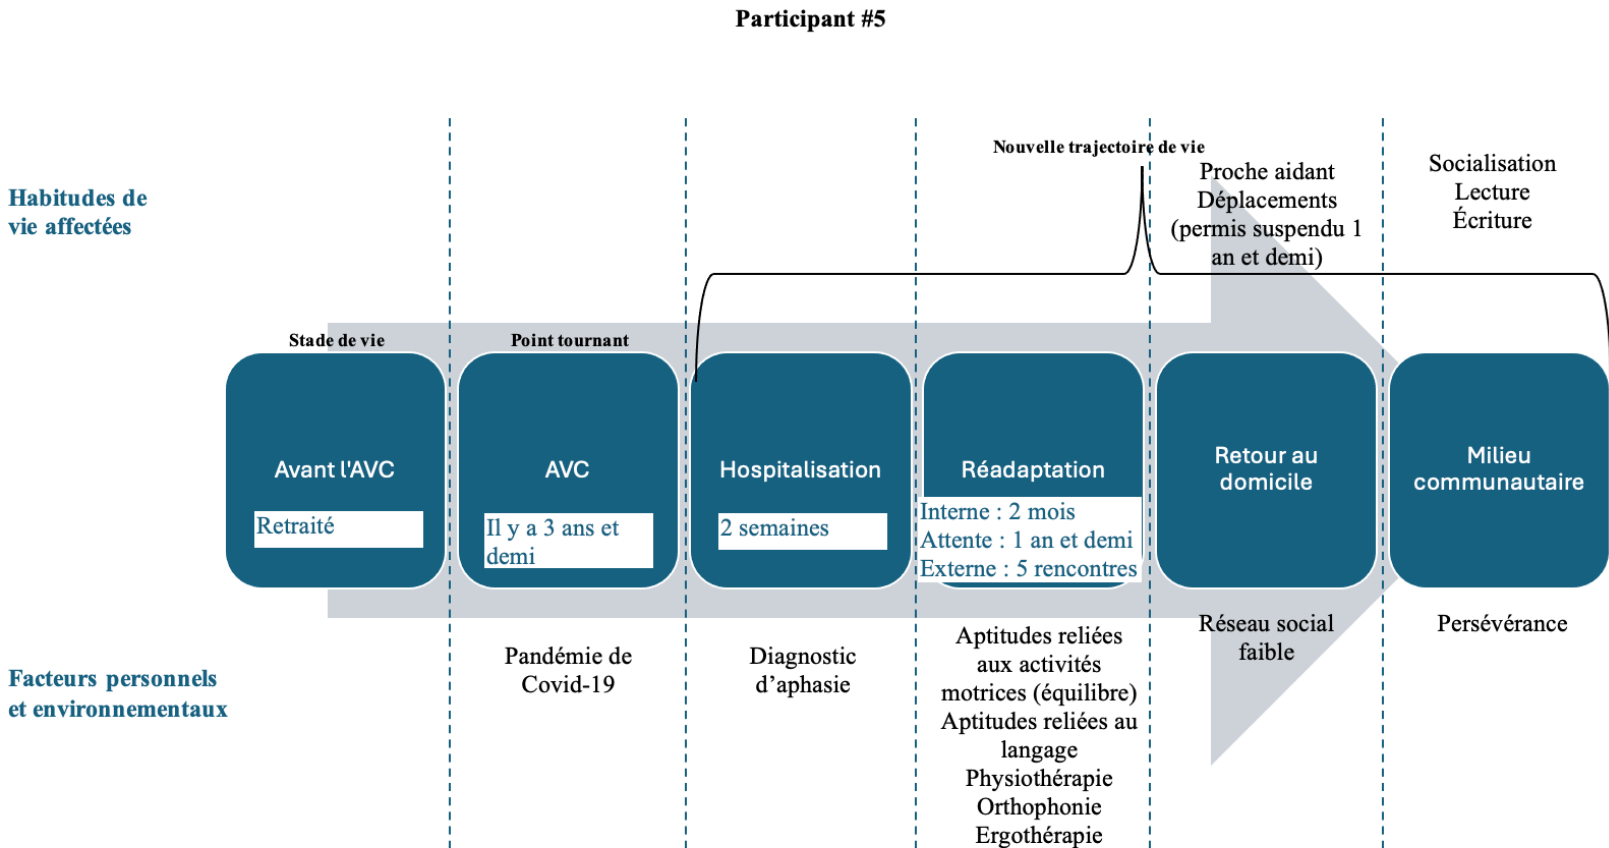 Participant #5
Nouvelle trajectoire de vie
Habitudes de
vie affectées
Proche aidant
Déplacements
(permis suspendu 1
an et demi)
Socialisation
Lecture
Écriture
Stade de vie
Point tournant
Avant l'AVC
Retraité
AVC
Il y a 3 ans et
demi
Hospitalisation
2 semaines
Réadaptation
Interne : 2 mois
Attente : 1 an et demi
Externe : 5 rencontres
Retour au
domicile
Milieu
communautaire
Facteurs personnels
et environnementaux
Pandémie de
Covid-19
Diagnostic
d’aphasie
Aptitudes reliées
aux activités
motrices (équilibre)
Aptitudes reliées au
langage
Physiothérapie
Orthophonie
Ergothérapie
Réseau social
faible
Persévérance